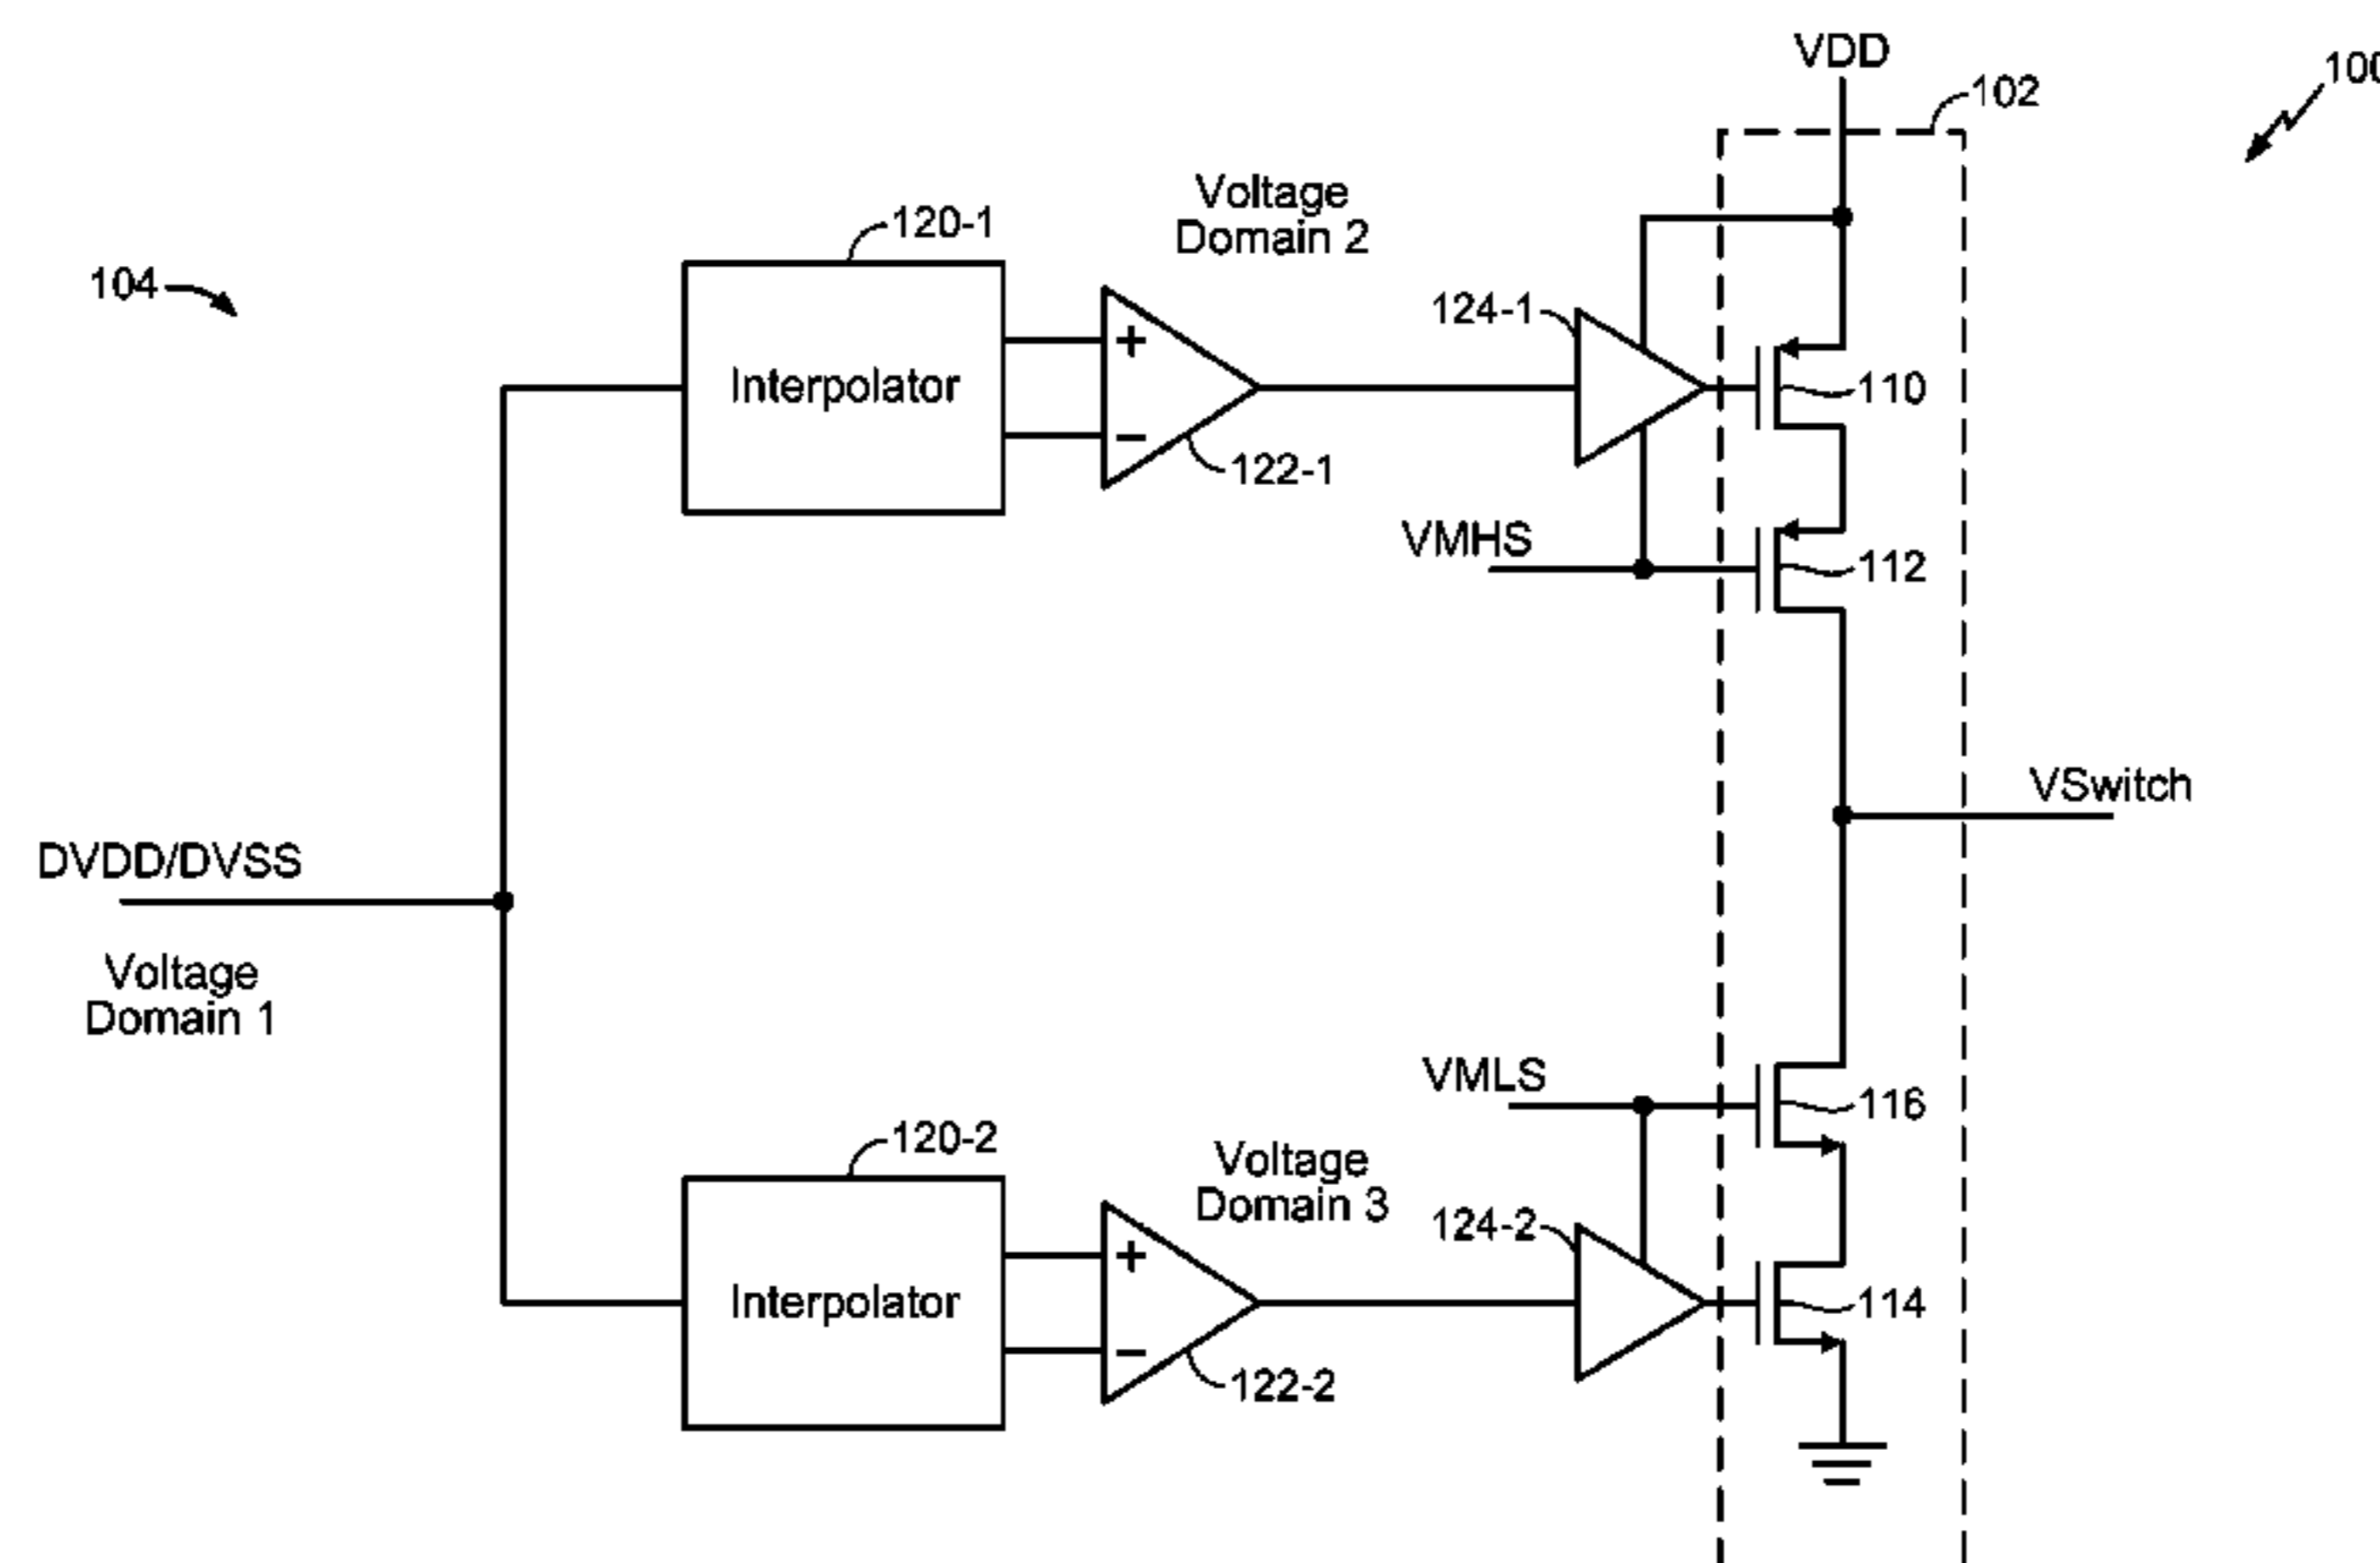 VDD
100
102
Voltage
Domain 2
120-1
104
124-1
+
Interpolator
110
−
122-1
VMHS
112
VSwitch
DVDD/DVSS
Voltage
Domain 1
VMLS
116
120-2
Voltage
Domain 3
124-2
+
Interpolator
114
−
122-2